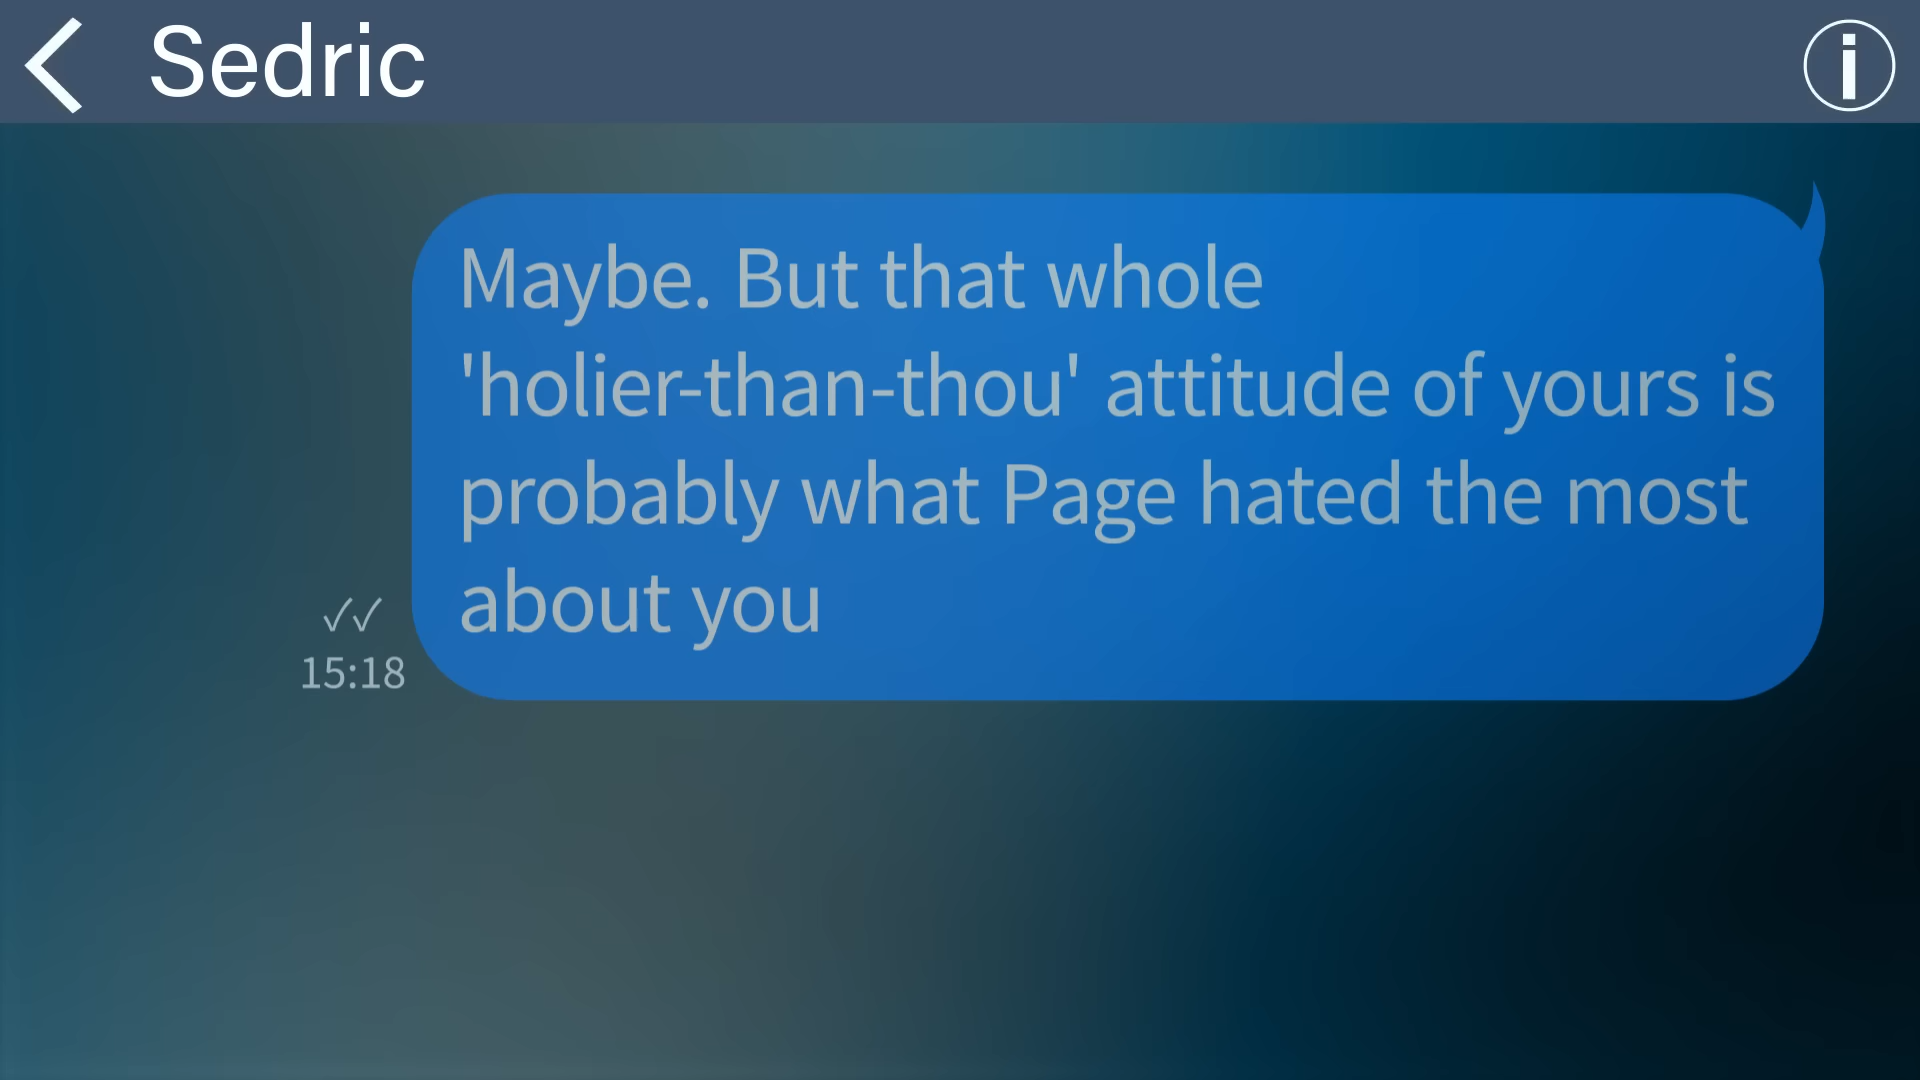 Sedric
Maybe. But that whole
'holier-than-thou' attitude of yours is
probably what Page hated the most
about you
✓✓
15:18